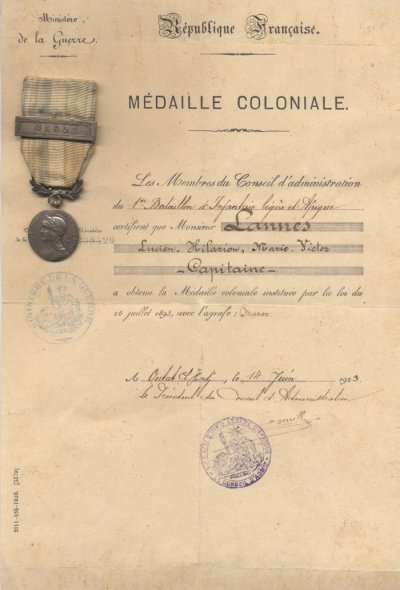 Ministère
de la Guerre.
République Française.
MAROC
MÉDAILLE COLONIALE.
Les Membres du Conseil d'administration
du 1er Bataillon d'Infanterie légère d'Afrique
certifient que Monsieur Lannes
Lucien, Hilarion, Marie, Victor
Capitaine
a obtenu la Médaille coloniale instituée par la loi du
26 juillet 1893, avec l'agrafe: Maroc
A , le 14 Juin 1923
Le Président du Conseil d'Administration